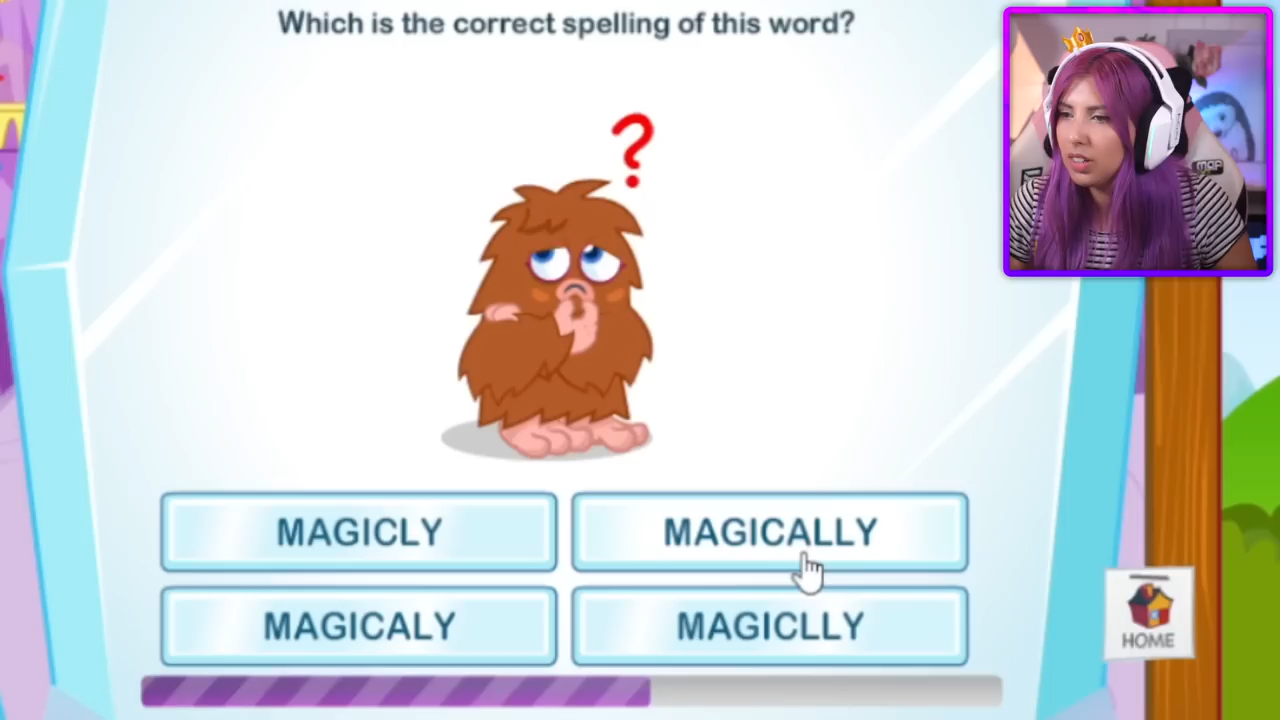 Which is the correct spelling of this word?
?
MAGICLY
MAGICALLY
MAGICALY
MAGICLLY
HOME